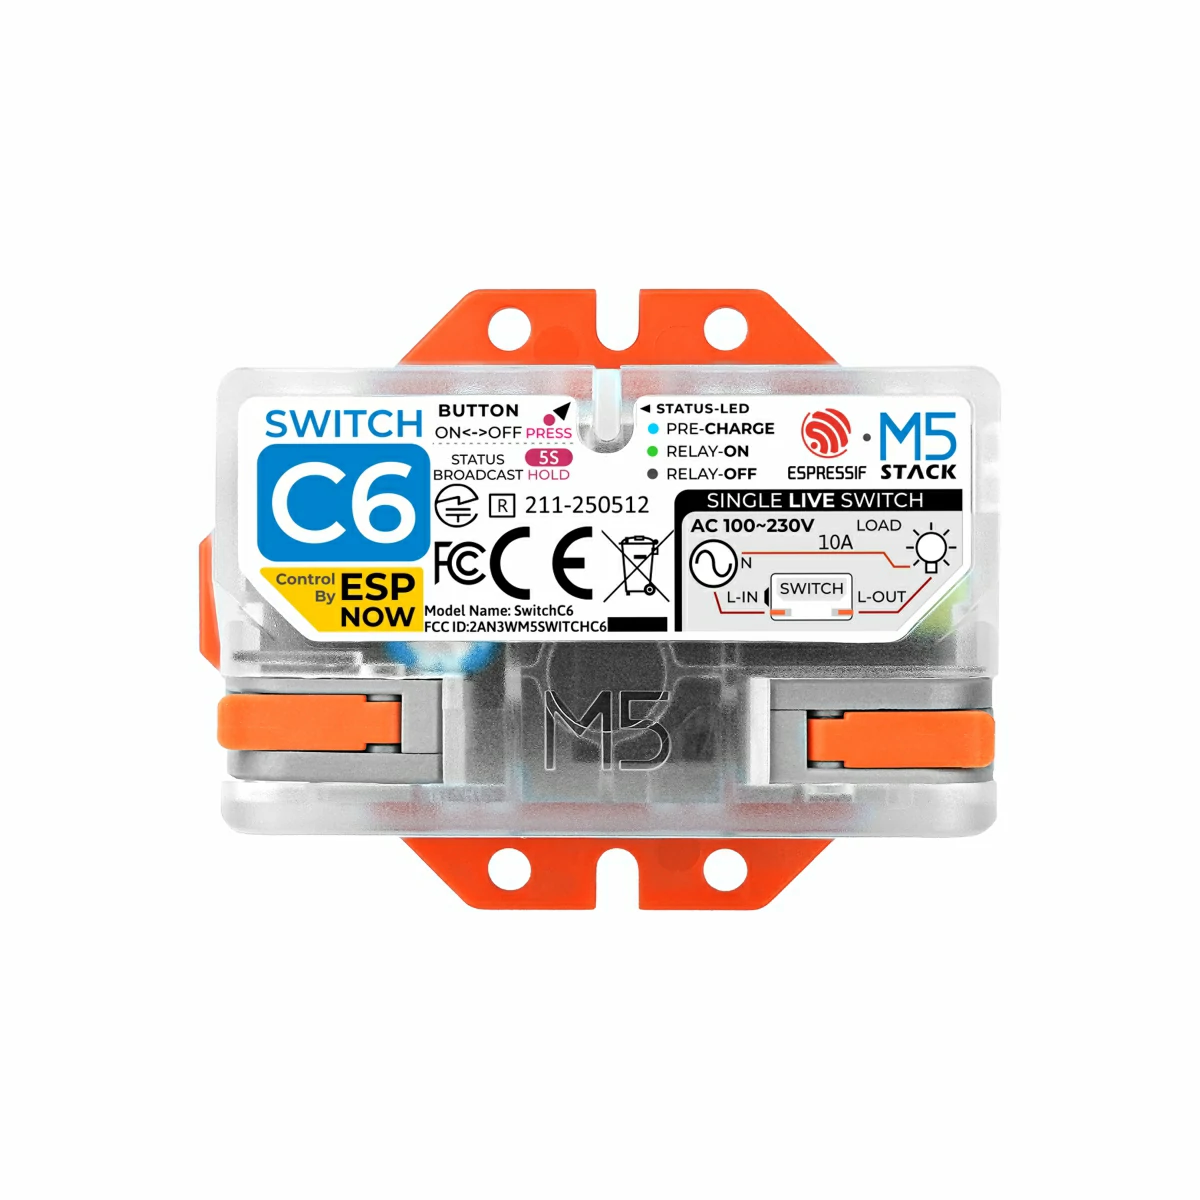 SWITCH
C6
Control
By
ESP
NOW
BUTTON
ON<->OFF PRESS
STATUS 5S
BROADCAST HOLD
R 211-250512
FC CE
Model Name: SwitchC6
FCC ID:2AN3WM5SWITCHC6
STATUS-LED
PRE-CHARGE
RELAY-ON
RELAY-OFF
ESPRESSIF
M5
STACK
SINGLE LIVE SWITCH
AC 100~230V LOAD
10A
N
SWITCH
L-IN L-OUT
M5